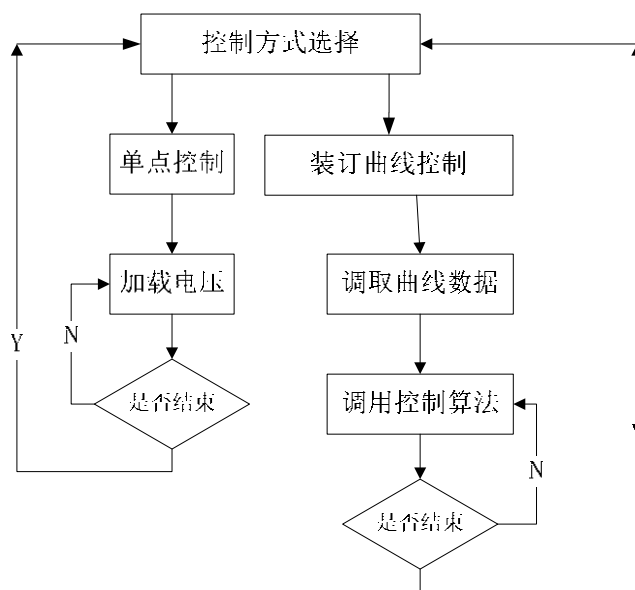 控制方式选择
单点控制
装订曲线控制
加载电压
调取曲线数据
N
Y
是否结束
调用控制算法
N
是否结束